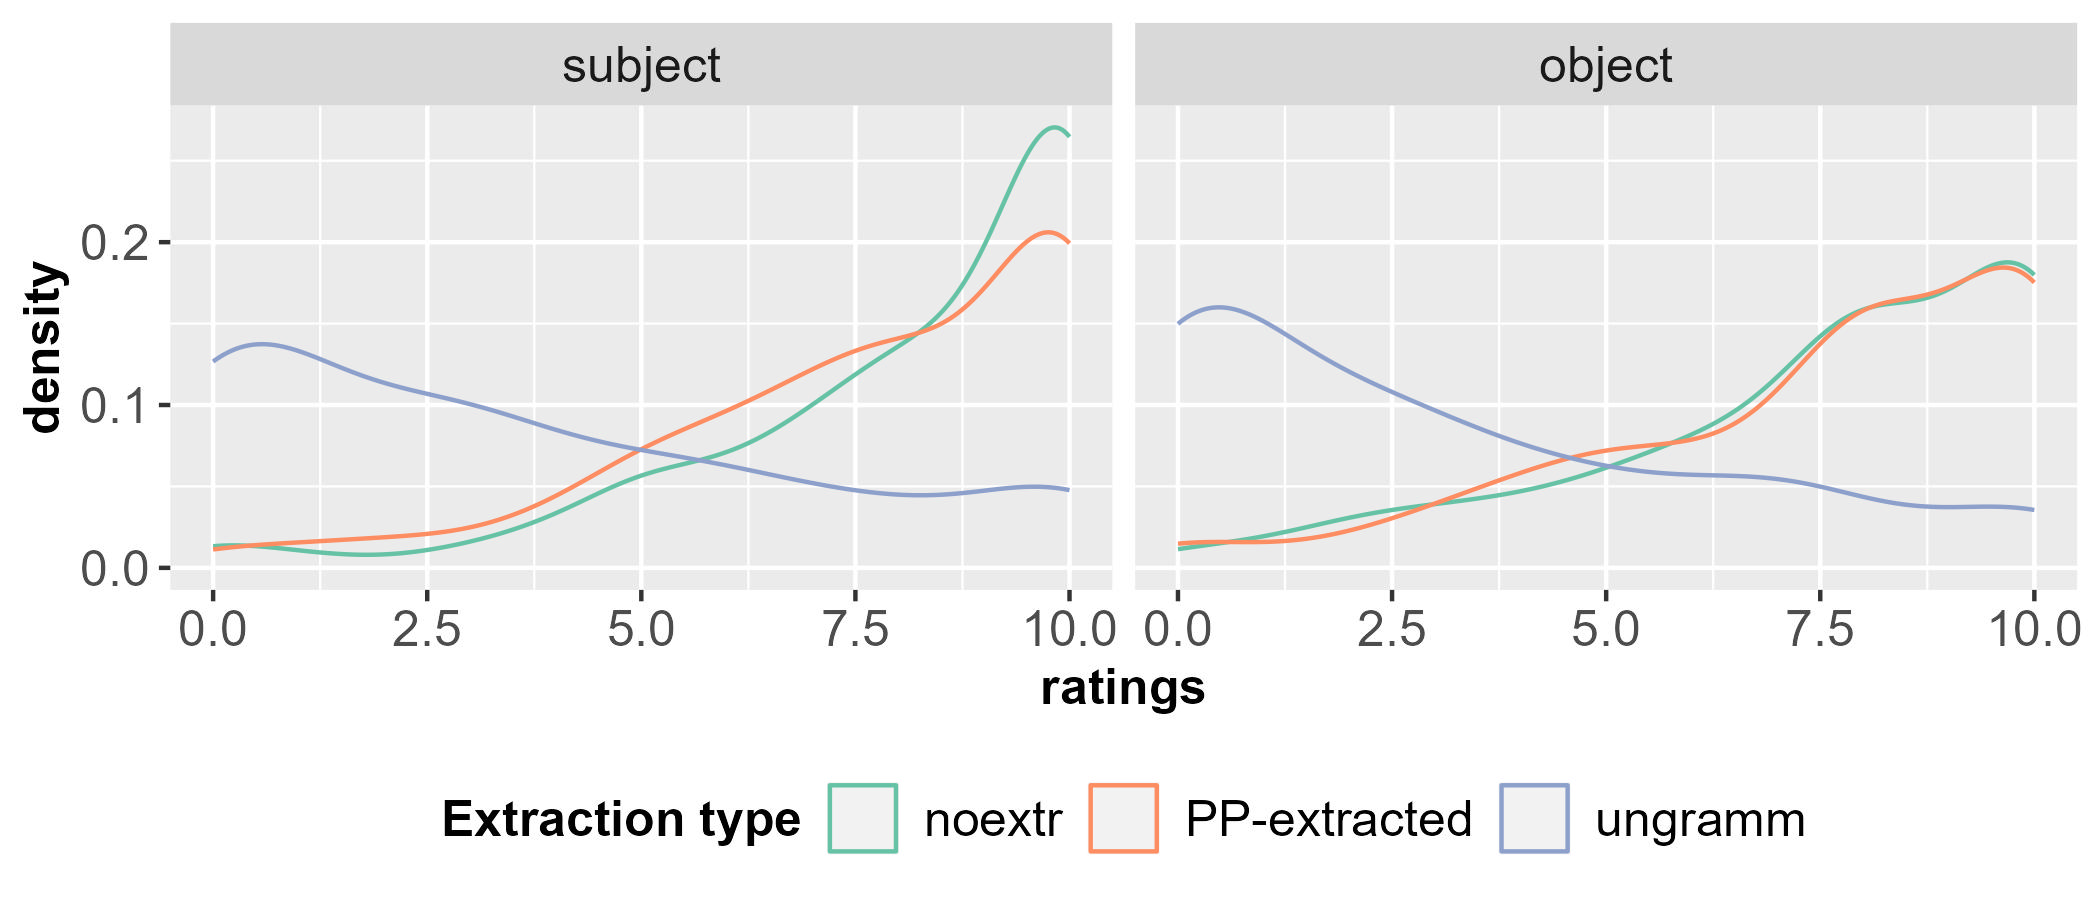 subject
object
density
0.2
0.1
0.0
0.0 2.5 5.0 7.5 10.0
0.0 2.5 5.0 7.5 10.0
ratings
Extraction type noextr PP-extracted ungramm